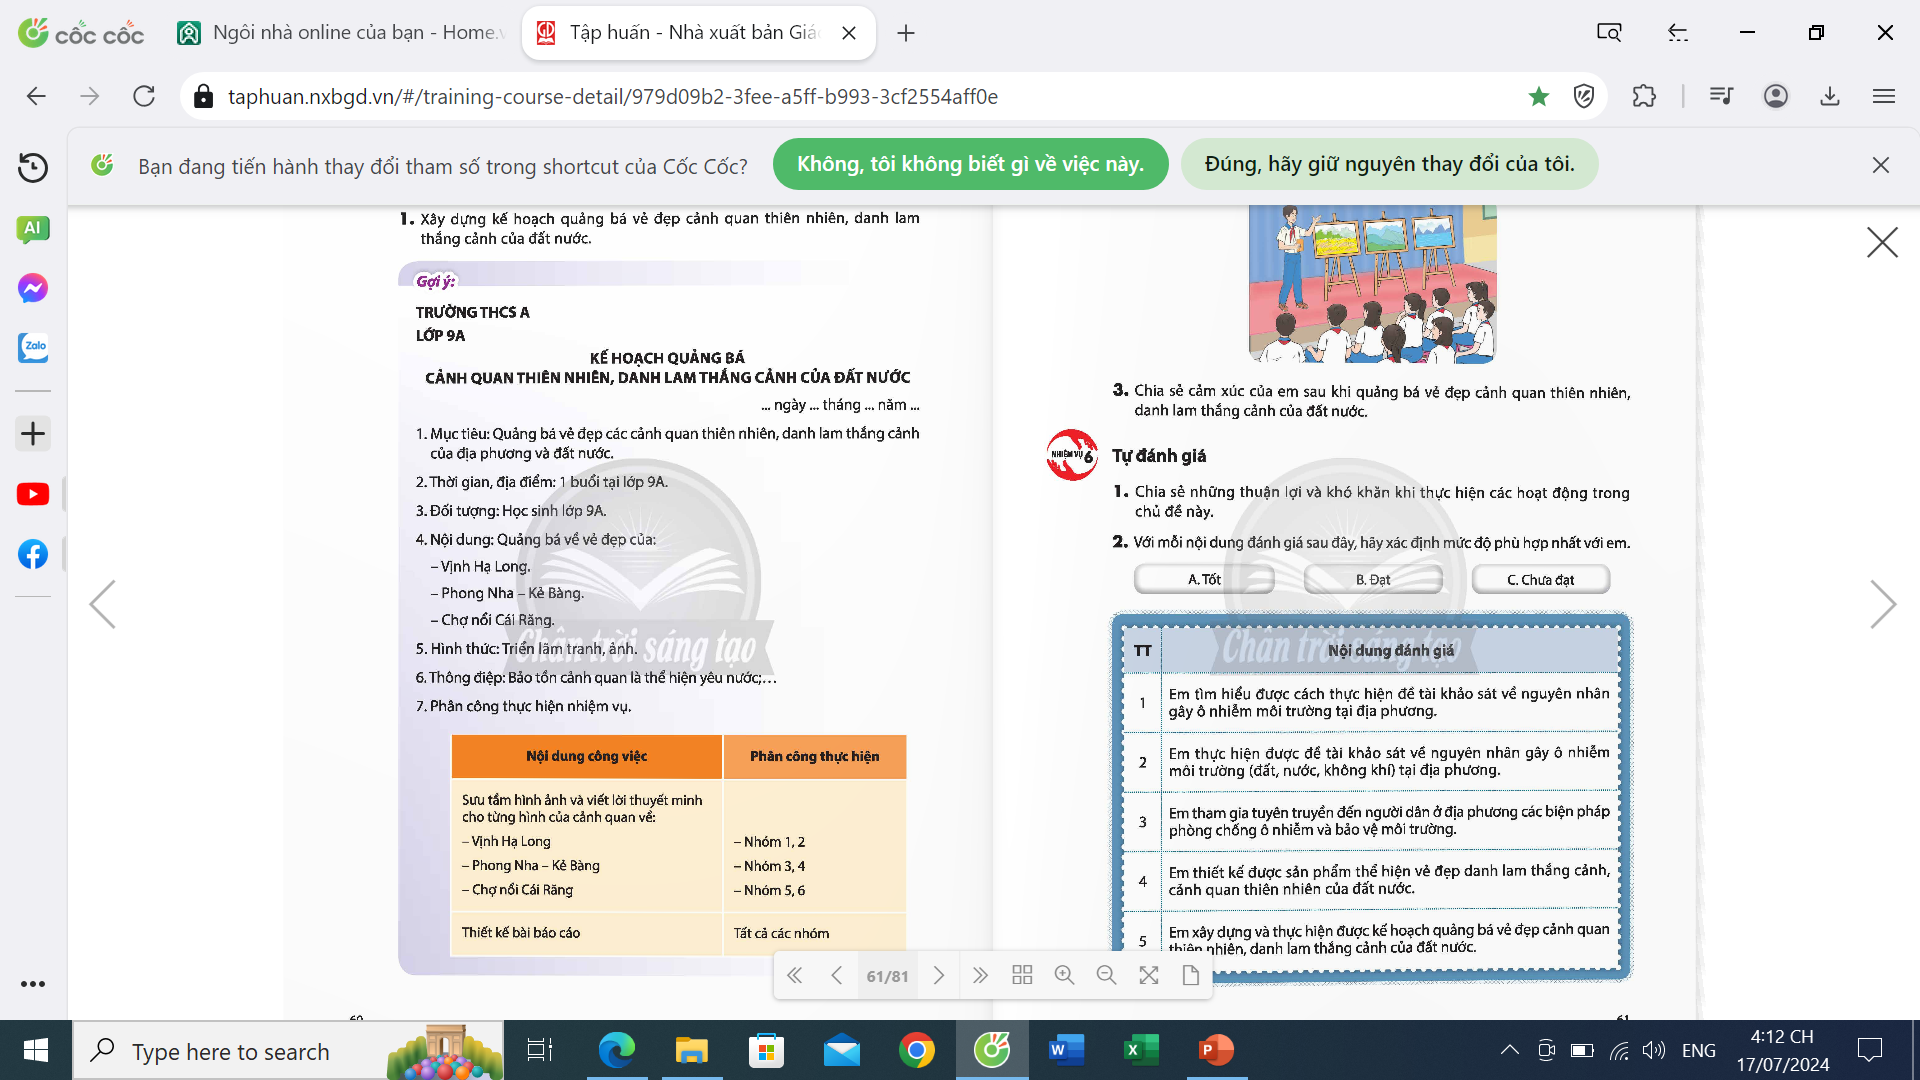 cốc cốc
Ngôi nhà online của bạn - Home.v
Tập huấn - Nhà xuất bản Giá
taphuan.nxbgd.vn/#/training-course-detail/979d09b2-3fee-a5ff-b993-3cf2554aff0e
Bạn đang tiến hành thay đổi tham số trong shortcut của Cốc Cốc?
Không, tôi không biết gì về việc này.
Đúng, hãy giữ nguyên thay đổi của tôi.
AI
Zalo
1. Xây dựng kế hoạch quảng bá vẻ đẹp cảnh quan thiên nhiên, danh lam
thắng cảnh của đất nước.
Gợi ý:
TRƯỜNG THCS A
LỚP 9A
KẾ HOẠCH QUẢNG BÁ
CẢNH QUAN THIÊN NHIÊN, DANH LAM THẮNG CẢNH CỦA ĐẤT NƯỚC
... ngày ... tháng ... năm ...
1. Mục tiêu: Quảng bá vẻ đẹp các cảnh quan thiên nhiên, danh lam thắng cảnh
của địa phương và đất nước.
2. Thời gian, địa điểm: 1 buổi tại lớp 9A.
3. Đối tượng: Học sinh lớp 9A.
4. Nội dung: Quảng bá về vẻ đẹp của:
– Vịnh Hạ Long.
– Phong Nha – Kẻ Bàng.
– Chợ nổi Cái Răng.
5. Hình thức: Triển lãm tranh, ảnh.
6. Thông điệp: Bảo tồn cảnh quan là thể hiện yêu nước;…
7. Phân công thực hiện nhiệm vụ.
Chân trời sáng tạo
Nội dung công việc
Phân công thực hiện
Sưu tầm hình ảnh và viết lời thuyết minh
cho từng hình của cảnh quan về:
– Vịnh Hạ Long
– Nhóm 1, 2
– Phong Nha – Kẻ Bàng
– Nhóm 3, 4
– Chợ nổi Cái Răng
– Nhóm 5, 6
Thiết kế bài báo cáo
Tất cả các nhóm
60
3. Chia sẻ cảm xúc của em sau khi quảng bá vẻ đẹp cảnh quan thiên nhiên,
danh lam thắng cảnh của đất nước.
NHIỆM VỤ 6
Tự đánh giá
1. Chia sẻ những thuận lợi và khó khăn khi thực hiện các hoạt động trong
chủ đề này.
2. Với mỗi nội dung đánh giá sau đây, hãy xác định mức độ phù hợp nhất với em.
A. Tốt
B. Đạt
C. Chưa đạt
Chân trời sáng tạo
TT
Nội dung đánh giá
1
Em tìm hiểu được cách thực hiện đề tài khảo sát về nguyên nhân
gây ô nhiễm môi trường tại địa phương.
2
Em thực hiện được đề tài khảo sát về nguyên nhân gây ô nhiễm
môi trường (đất, nước, không khí) tại địa phương.
3
Em tham gia tuyên truyền đến người dân ở địa phương các biện pháp
phòng chống ô nhiễm và bảo vệ môi trường.
4
Em thiết kế được sản phẩm thể hiện vẻ đẹp danh lam thắng cảnh,
cảnh quan thiên nhiên của đất nước.
5
Em xây dựng và thực hiện được kế hoạch quảng bá vẻ đẹp cảnh quan
thiên nhiên, danh lam thắng cảnh của đất nước.
61
61/81
Type here to search
ENG
4:12 CH
17/07/2024